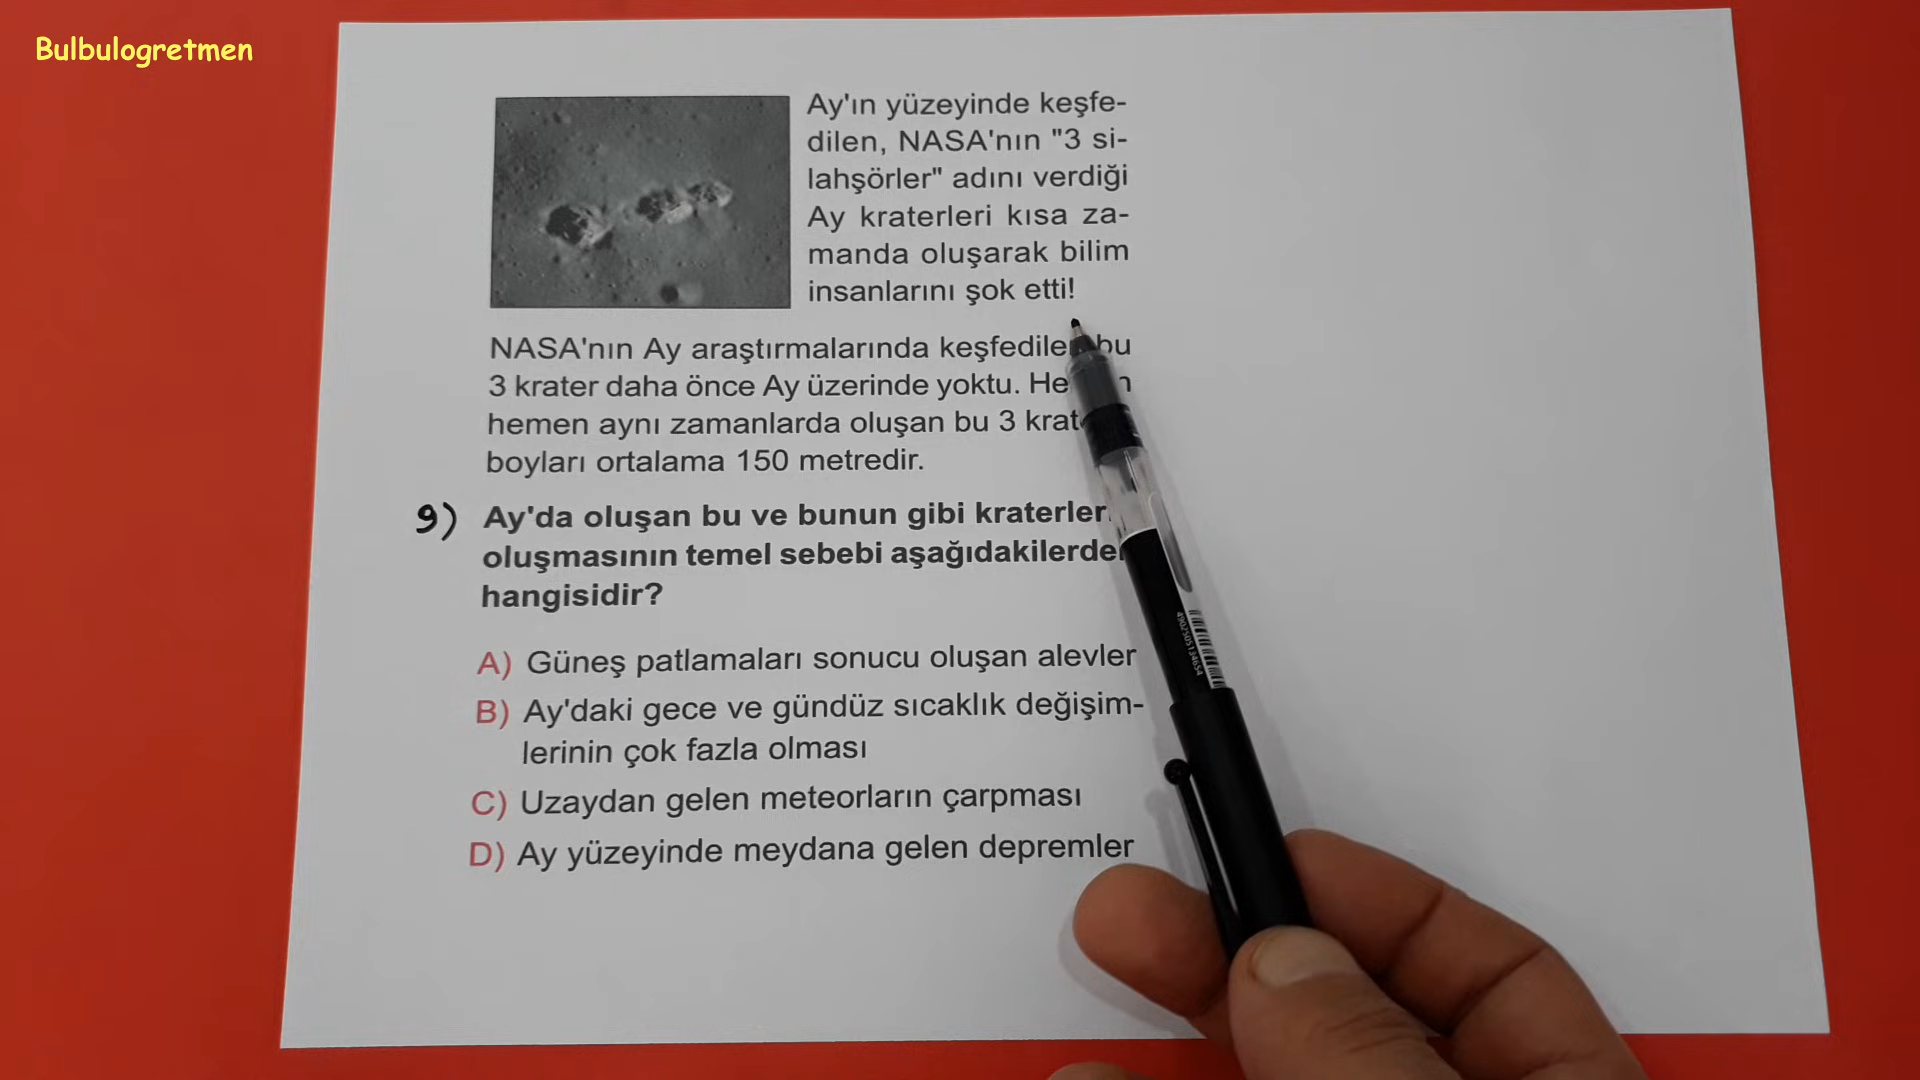 Bulbulogretmen
Ay'ın yüzeyinde keşfe-
dilen, NASA'nın "3 si-
lahşörler" adını verdiği
Ay kraterleri kısa za-
manda oluşarak bilim
insanlarını şok etti!
NASA'nın Ay araştırmalarında keşfedile bu
3 krater daha önce Ay üzerinde yoktu. He
hemen aynı zamanlarda oluşan bu 3 krat
boyları ortalama 150 metredir.
9) Ay'da oluşan bu ve bunun gibi kraterler
oluşmasının temel sebebi aşağıdakilerde
hangisidir?
A) Güneş patlamaları sonucu oluşan alevler
B) Ay'daki gece ve gündüz sıcaklık değişim-
lerinin çok fazla olması
C) Uzaydan gelen meteorların çarpması
D) Ay yüzeyinde meydana gelen depremler
4902505134654